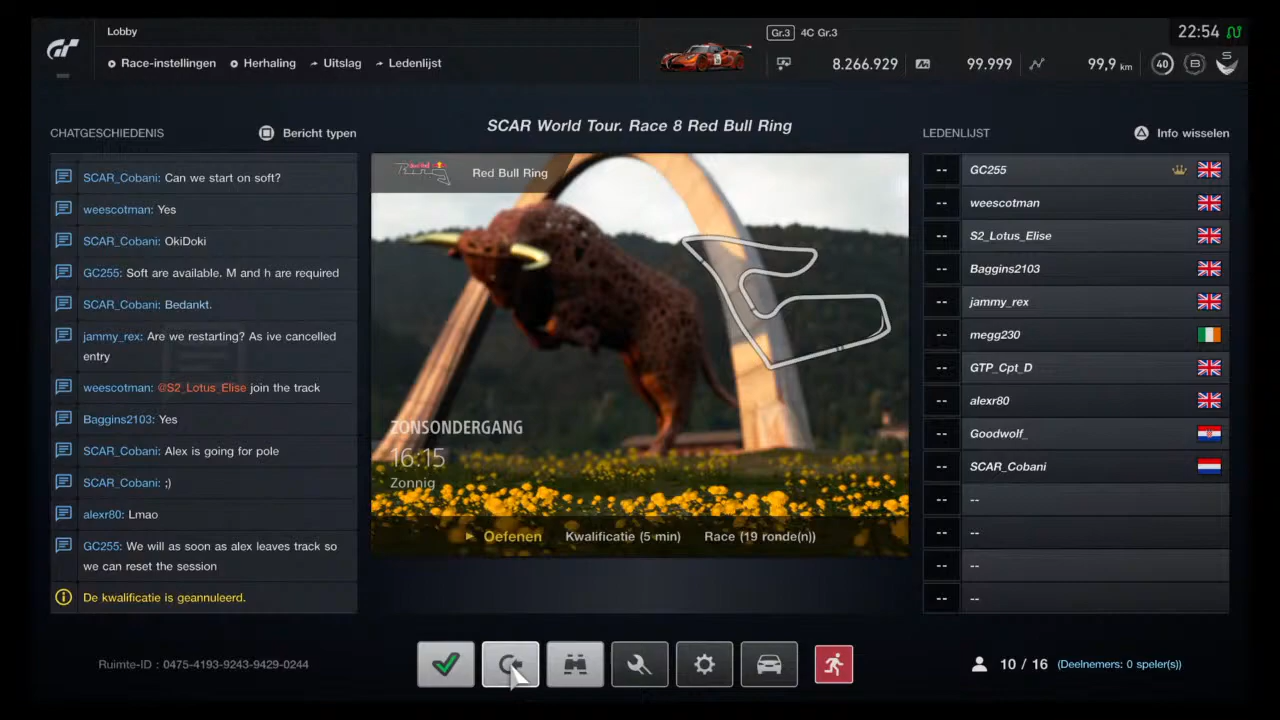 Lobby
Race-instellingen Herhaling Uitslag Ledenlijst
Gr.3 4C Gr.3
8.266.929 99.999 99,9 km 40 B S
22:54
CHATGESCHIEDENIS Bericht typen
SCAR_Cobani: Can we start on soft?
weescotman: Yes
SCAR_Cobani: OkiDoki
GC255: Soft are available. M and h are required
SCAR_Cobani: Bedankt.
jammy_rex: Are we restarting? As ive cancelled
entry
weescotman: @S2_Lotus_Elise join the track
Baggins2103: Yes
SCAR_Cobani: Alex is going for pole
SCAR_Cobani: ;)
alexr80: Lmao
GC255: We will as soon as alex leaves track so
we can reset the session
De kwalificatie is geannuleerd.
SCAR World Tour. Race 8 Red Bull Ring
Red Bull Ring
ZONSONDERGANG
16:15
Zonnig
Oefenen Kwalificatie (5 min) Race (19 ronde(n))
LEDENLIJST Info wisselen
-- GC255
-- weescotman
-- S2_Lotus_Elise
-- Baggins2103
-- jammy_rex
-- megg230
-- GTP_Cpt_D
-- alexr80
-- Goodwolf_
-- SCAR_Cobani
-- --
-- --
-- --
-- --
Ruimte-ID : 0475-4193-9243-9429-0244
10 / 16 (Deelnemers: 0 speler(s))